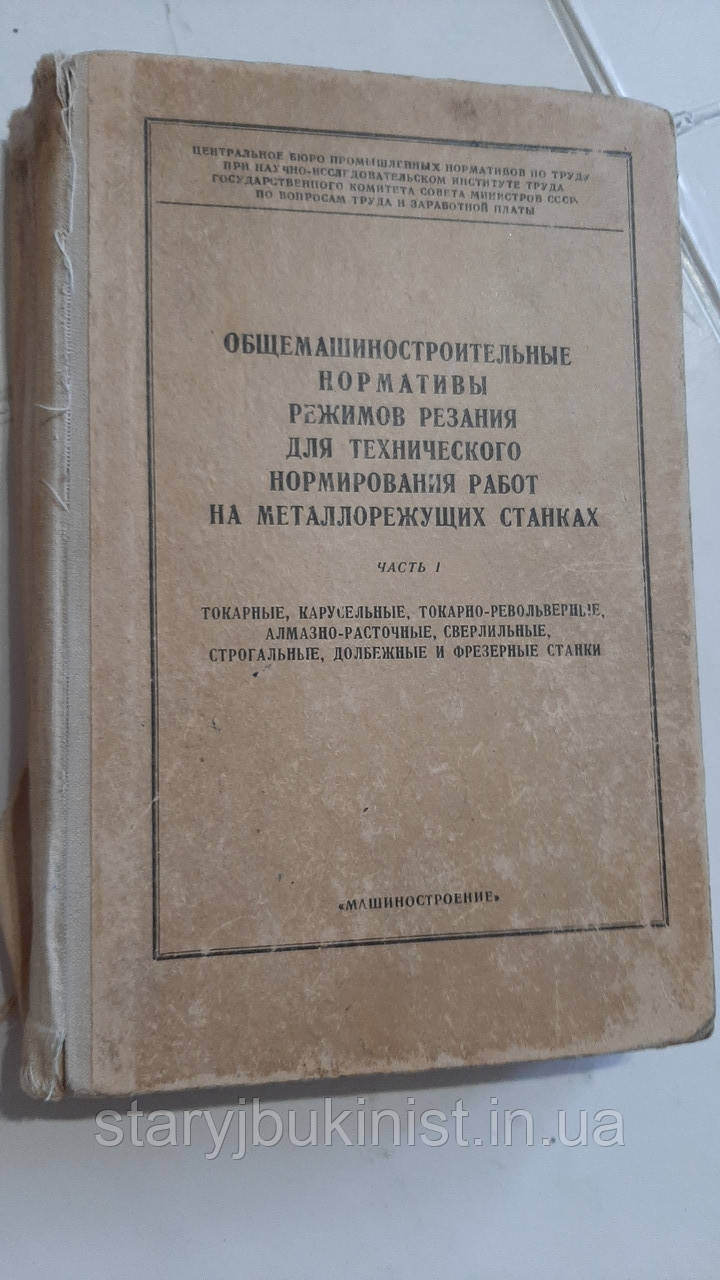 ЦЕНТРАЛЬНОЕ БЮРО ПРОМЫШЛЕННЫХ НОРМАТИВОВ ПО ТРУДУ
ПРИ НАУЧНО-ИССЛЕДОВАТЕЛЬСКОМ ИНСТИТУТЕ ТРУДА
ГОСУДАРСТВЕННОГО КОМИТЕТА СОВЕТА МИНИСТРОВ СССР
ПО ВОПРОСАМ ТРУДА И ЗАРАБОТНОЙ ПЛАТЫ
ОБЩЕМАШИНОСТРОИТЕЛЬНЫЕ
НОРМАТИВЫ
РЕЖИМОВ РЕЗАНИЯ
ДЛЯ ТЕХНИЧЕСКОГО
НОРМИРОВАНИЯ РАБОТ
НА МЕТАЛЛОРЕЖУЩИХ СТАНКАХ
ЧАСТЬ I
ТОКАРНЫЕ, КАРУСЕЛЬНЫЕ, ТОКАРНО-РЕВОЛЬВЕРНЫЕ,
АЛМАЗНО-РАСТОЧНЫЕ, СВЕРЛИЛЬНЫЕ,
СТРОГАЛЬНЫЕ, ДОЛБЕЖНЫЕ И ФРЕЗЕРНЫЕ СТАНКИ
«МАШИНОСТРОЕНИЕ»
staryjbukinist.in.ua